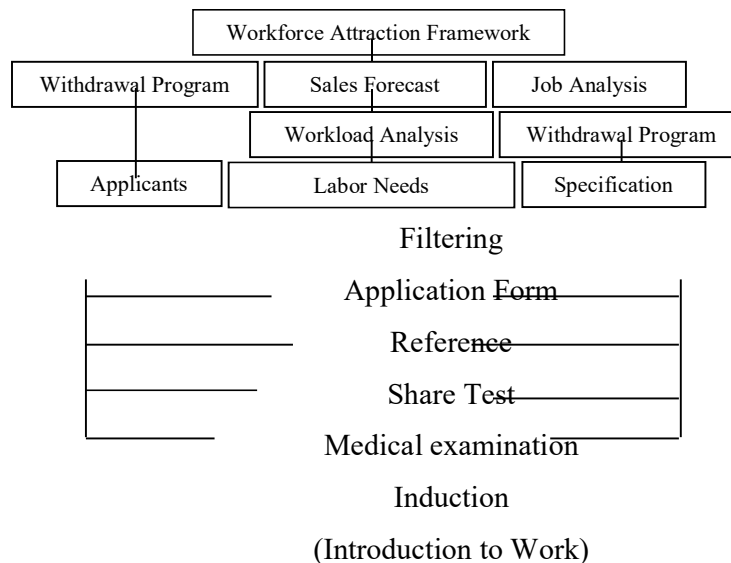 Workforce Attraction Framework
Withdrawal Program
Sales Forecast
Job Analysis
Workload Analysis
Withdrawal Program
Applicants
Labor Needs
Specification
Filtering
Application Form
Reference
Share Test
Medical examination
Induction
(Introduction to Work)